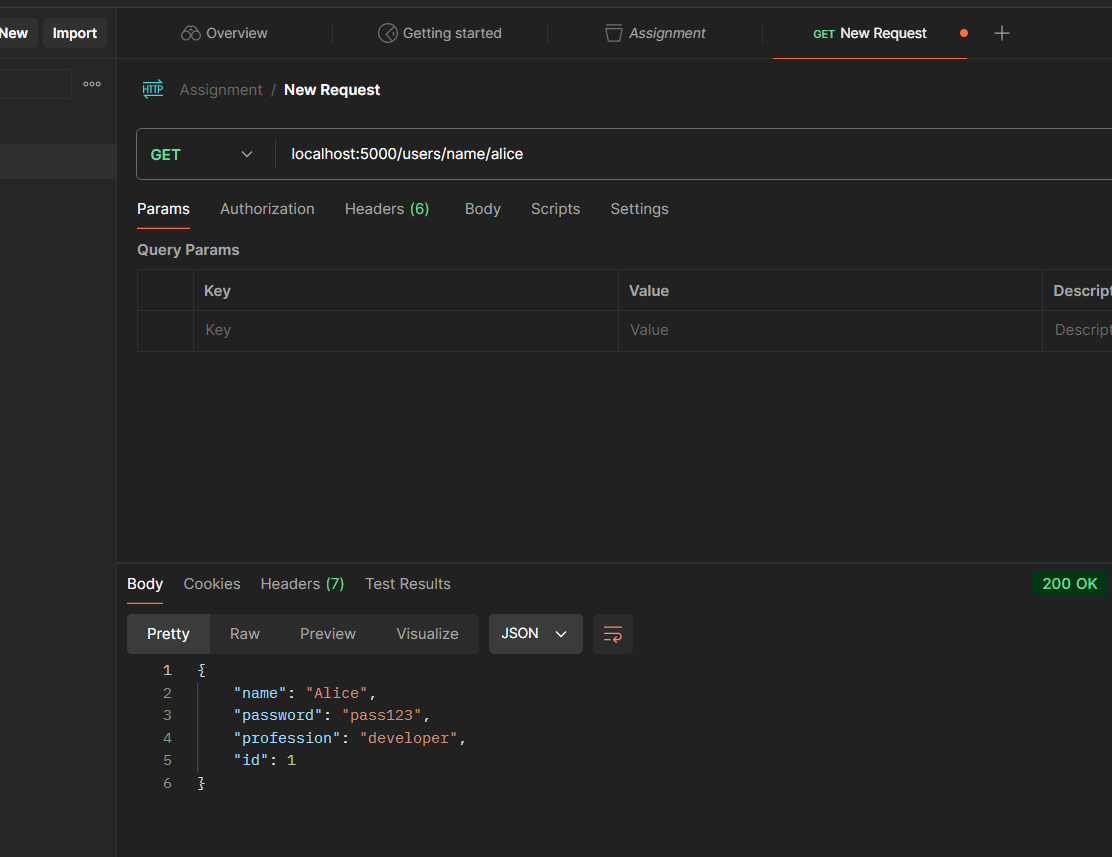 New Import Overview Getting started Assignment GET New Request
HTTP Assignment / New Request
GET localhost:5000/users/name/alice
Params Authorization Headers (6) Body Scripts Settings
Query Params
Key Value Descript
Key Value Descript
Body Cookies Headers (7) Test Results 200 OK
Pretty Raw Preview Visualize JSON
1 {
2 "name": "Alice",
3 "password": "pass123",
4 "profession": "developer",
5 "id": 1
6 }